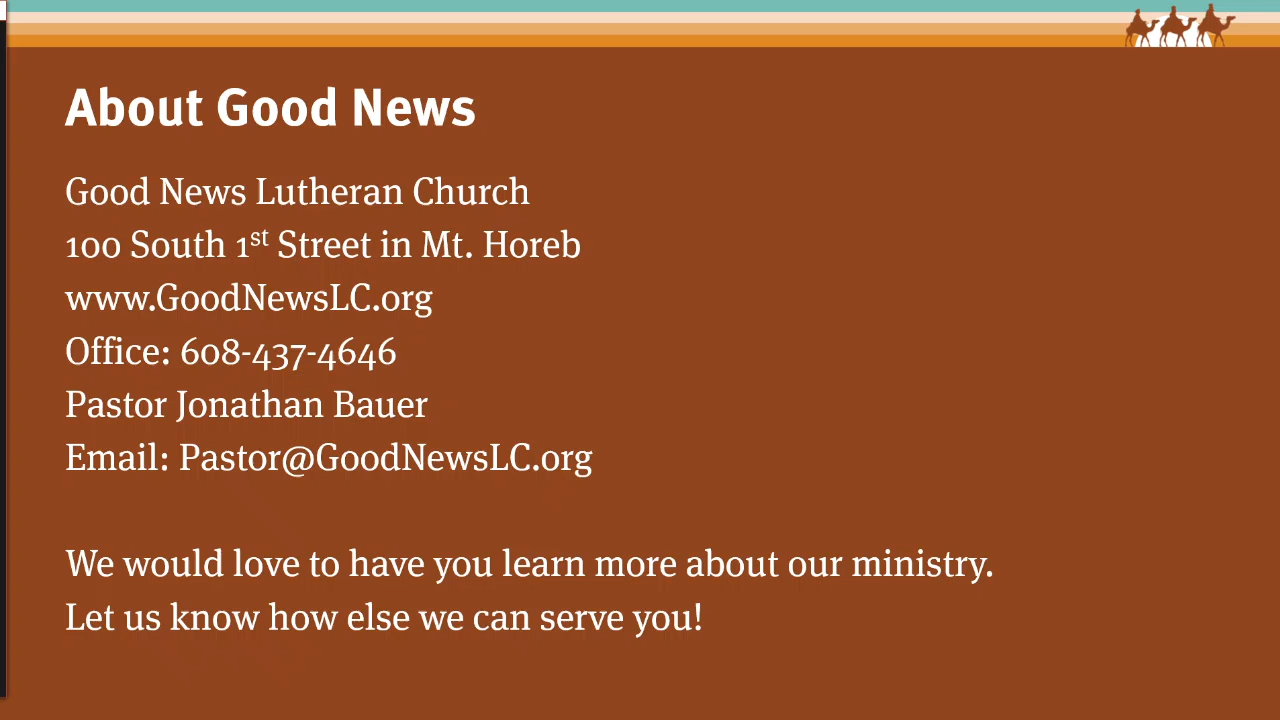 About Good News
Good News Lutheran Church
100 South 1st Street in Mt. Horeb
www.GoodNewsLC.org
Office: 608-437-4646
Pastor Jonathan Bauer
Email: Pastor@GoodNewsLC.org
We would love to have you learn more about our ministry.
Let us know how else we can serve you!